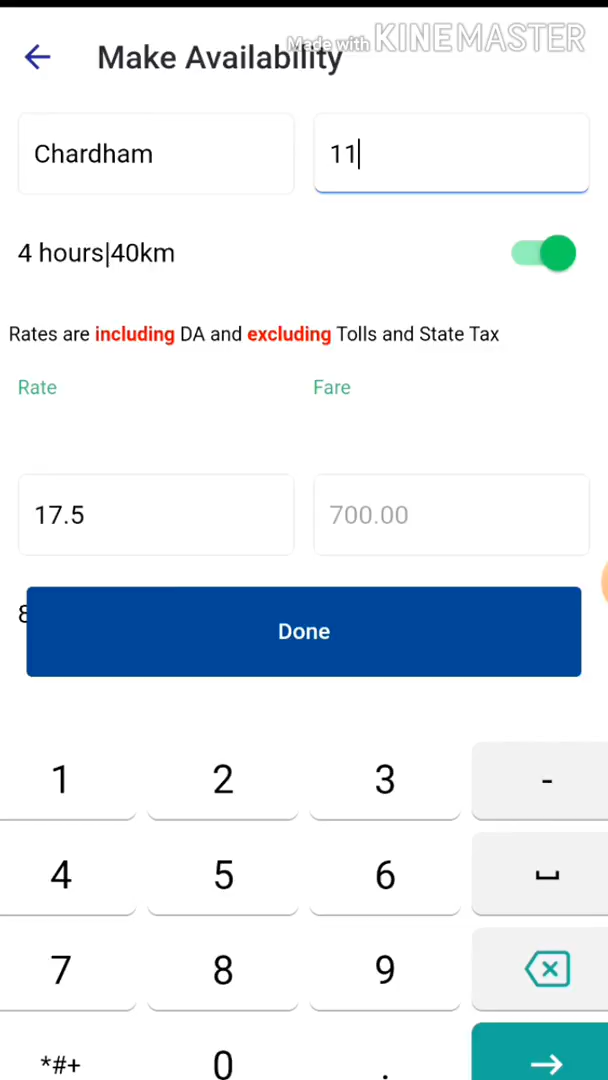 Made with KINEMASTER
Make Availability
Chardham
11
4 hours|40km
Rates are including DA and excluding Tolls and State Tax
Rate
Fare
17.5
700.00
8
Done
1 2 3 -
4 5 6
7 8 9
*#+ 0 .